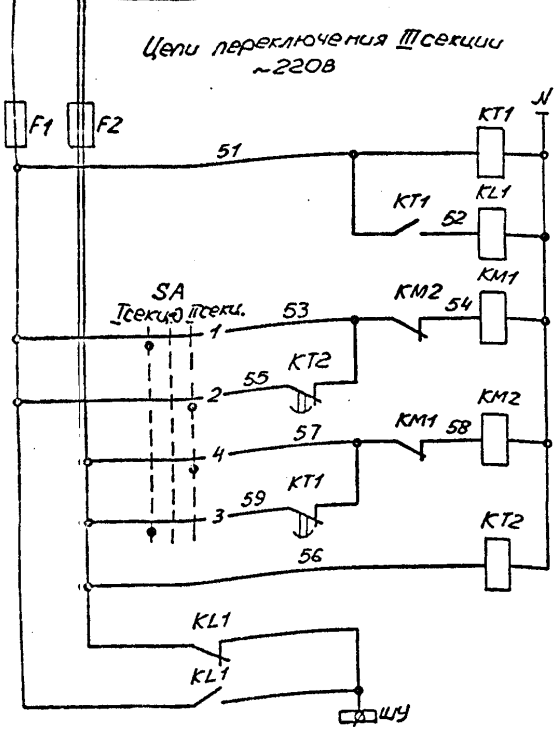 Цепи переключения III секции
~220В
F1
F2
N
KT1
51
KT1
52
KL1
SA
I секц.
0
II секц.
1
53
KM2
54
KM1
2
55
KT2
4
57
KM1
58
KM2
3
59
KT1
56
KT2
KL1
KL1
ШУ